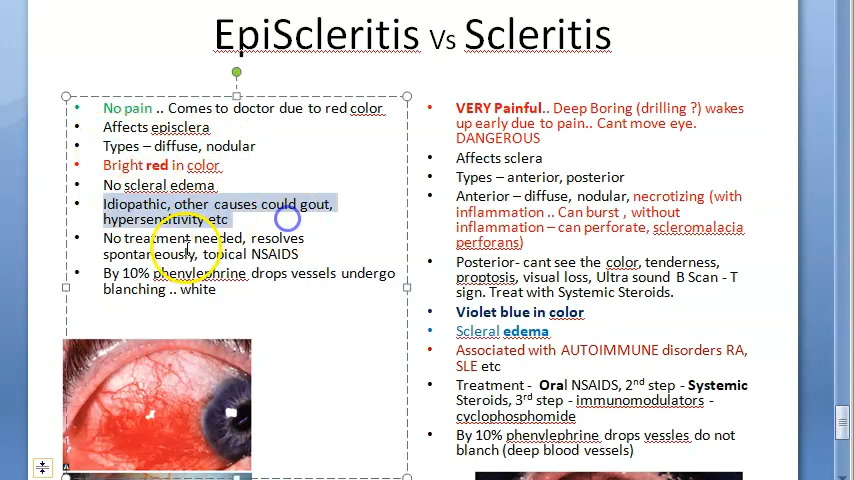 EpiScleritis Vs Scleritis
No pain .. Comes to doctor due to red color
Affects episclera
Types – diffuse, nodular
Bright red in color
No scleral edema
Idiopathic, other causes could gout,
hypersensitivity etc
No treatment needed, resolves
spontaneously, topical NSAIDS
By 10% phenylephrine drops vessels undergo
blanching .. white
VERY Painful.. Deep Boring (drilling ?) wakes
up early due to pain.. Cant move eye.
DANGEROUS
Affects sclera
Types – anterior, posterior
Anterior – diffuse, nodular, necrotizing (with
inflammation .. Can burst , without
inflammation – can perforate, scleromalacia
perforans)
Posterior- cant see the color, tenderness,
proptosis, visual loss, Ultra sound B Scan - T
sign. Treat with Systemic Steroids.
Violet blue in color
Scleral edema
Associated with AUTOIMMUNE disorders RA,
SLE etc
Treatment - Oral NSAIDS, 2nd step - Systemic
Steroids, 3rd step - immunomodulators -
cyclophosphomide
By 10% phenylephrine drops vessles do not
blanch (deep blood vessels)